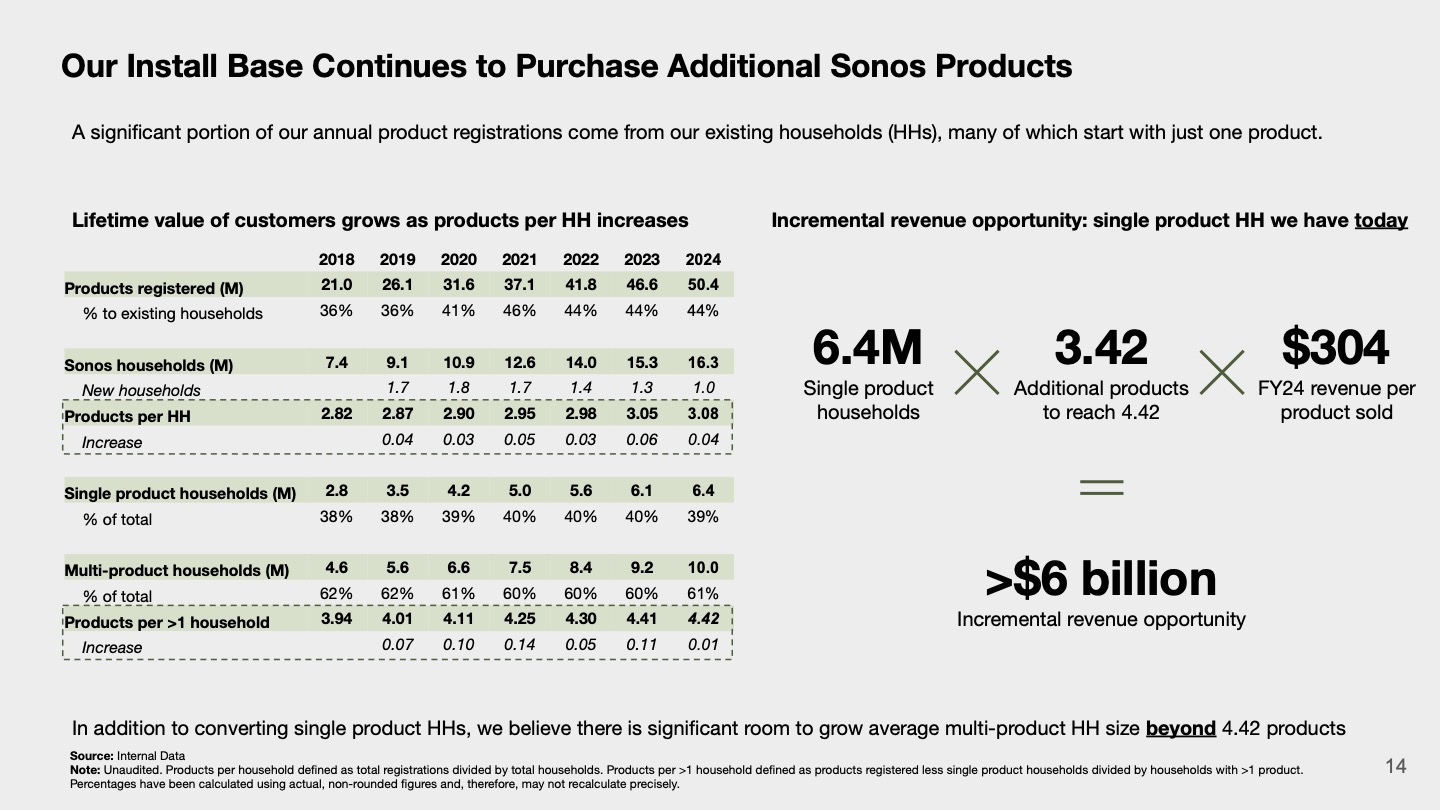 Our Install Base Continues to Purchase Additional Sonos Products
A significant portion of our annual product registrations come from our existing households (HHs), many of which start with just one product.
Lifetime value of customers grows as products per HH increases
2018 2019 2020 2021 2022 2023 2024
Products registered (M) 21.0 26.1 31.6 37.1 41.8 46.6 50.4
% to existing households 36% 36% 41% 46% 44% 44% 44%
Sonos households (M) 7.4 9.1 10.9 12.6 14.0 15.3 16.3
New households 1.7 1.8 1.7 1.4 1.3 1.0
Products per HH 2.82 2.87 2.90 2.95 2.98 3.05 3.08
Increase 0.04 0.03 0.05 0.03 0.06 0.04
Single product households (M) 2.8 3.5 4.2 5.0 5.6 6.1 6.4
% of total 38% 38% 39% 40% 40% 40% 39%
Multi-product households (M) 4.6 5.6 6.6 7.5 8.4 9.2 10.0
% of total 62% 62% 61% 60% 60% 60% 61%
Products per >1 household 3.94 4.01 4.11 4.25 4.30 4.41 4.42
Increase 0.07 0.10 0.14 0.05 0.11 0.01
Incremental revenue opportunity: single product HH we have today
6.4M
Single product
households
3.42
Additional products
to reach 4.42
$304
FY24 revenue per
product sold
>$6 billion
Incremental revenue opportunity
In addition to converting single product HHs, we believe there is significant room to grow average multi-product HH size beyond 4.42 products
Source: Internal Data
Note: Unaudited. Products per household defined as total registrations divided by total households. Products per >1 household defined as products registered less single product households divided by households with >1 product.
Percentages have been calculated using actual, non-rounded figures and, therefore, may not recalculate precisely.
14